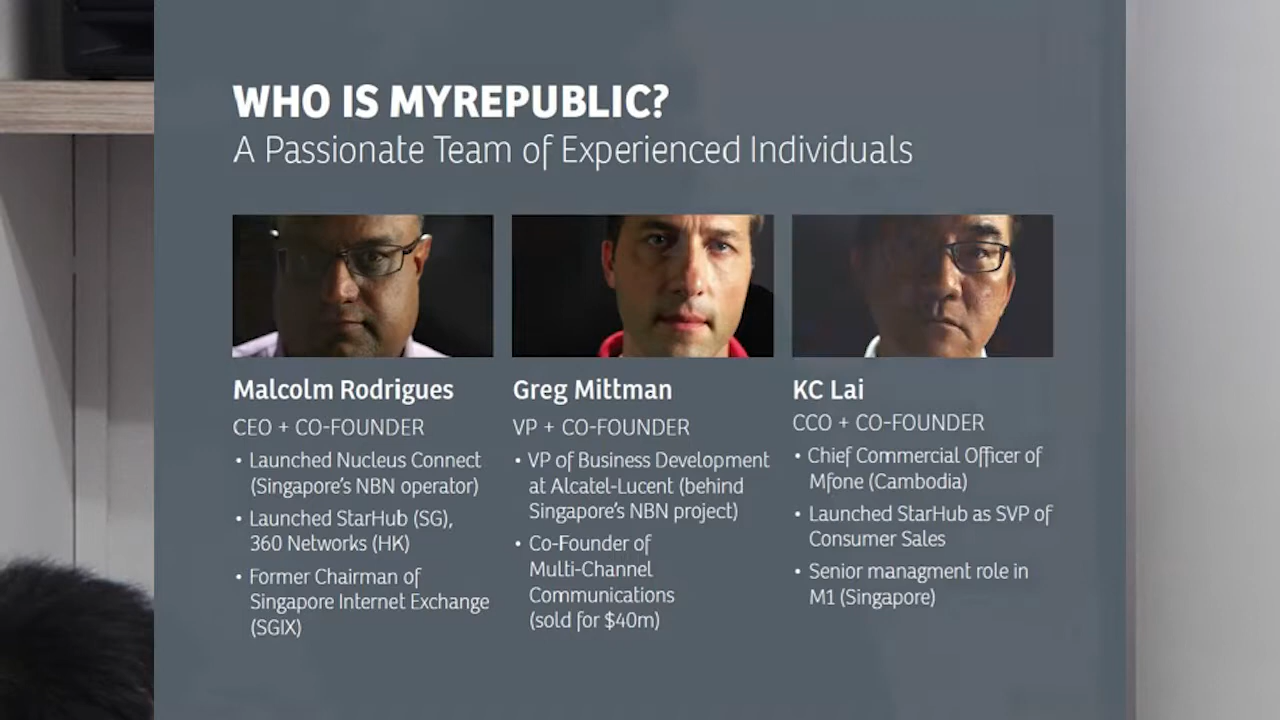 WHO IS MYREPUBLIC?
A Passionate Team of Experienced Individuals
Malcolm Rodrigues
CEO + CO-FOUNDER
• Launched Nucleus Connect
(Singapore's NBN operator)
• Launched StarHub (SG),
360 Networks (HK)
• Former Chairman of
Singapore Internet Exchange
(SGIX)
Greg Mittman
VP + CO-FOUNDER
• VP of Business Development
at Alcatel-Lucent (behind
Singapore's NBN project)
• Co-Founder of
Multi-Channel
Communications
(sold for $40m)
KC Lai
CCO + CO-FOUNDER
• Chief Commercial Officer of
Mfone (Cambodia)
• Launched StarHub as SVP of
Consumer Sales
• Senior managment role in
M1 (Singapore)